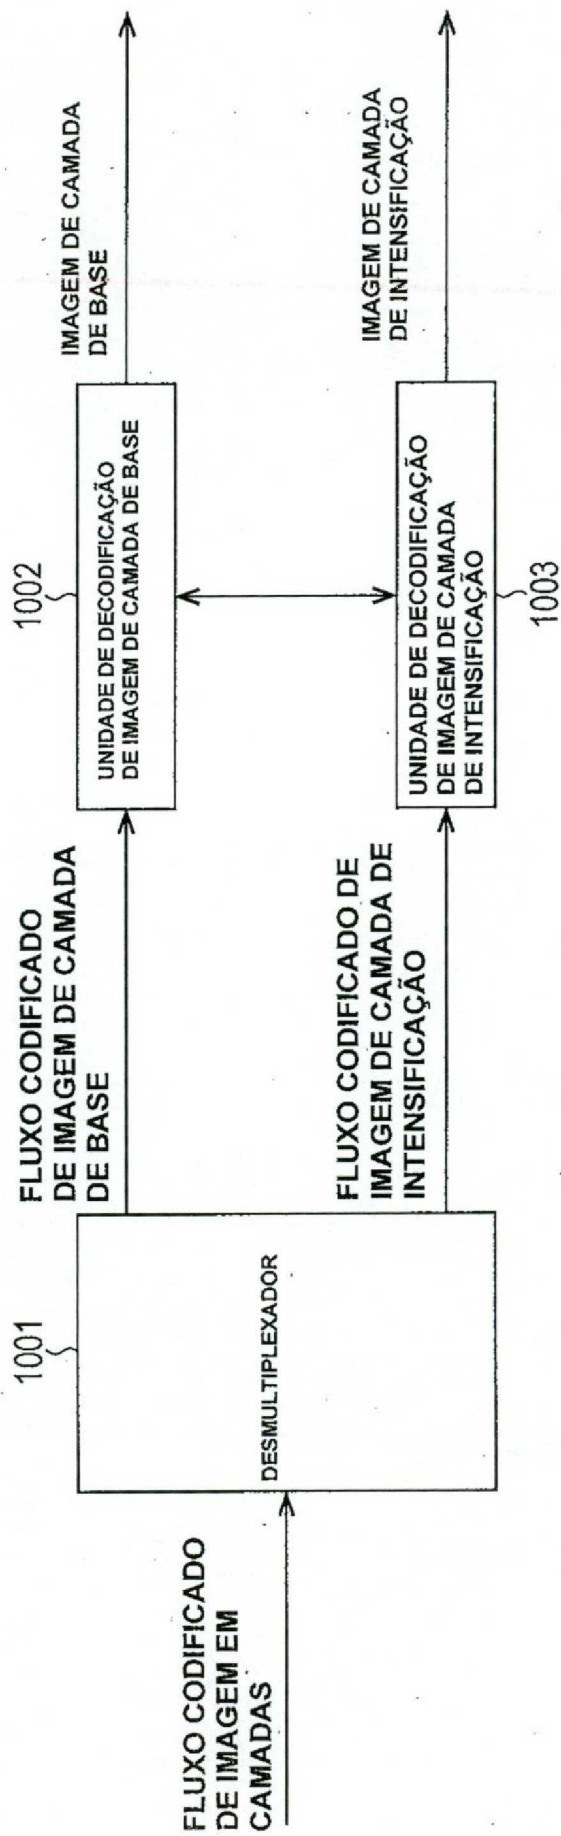 FLUXO CODIFICADO
DE IMAGEM EM
CAMADAS
1001
DESMULTIPLEXADOR
FLUXO CODIFICADO
DE IMAGEM DE CAMADA
DE BASE
FLUXO CODIFICADO DE
IMAGEM DE CAMADA DE
INTENSIFICAÇÃO
1002
UNIDADE DE DECODIFICAÇÃO
DE IMAGEM DE CAMADA DE BASE
UNIDADE DE DECODIFICAÇÃO
DE IMAGEM DE CAMADA
DE INTENSIFICAÇÃO
1003
IMAGEM DE CAMADA
DE BASE
IMAGEM DE CAMADA
DE INTENSIFICAÇÃO